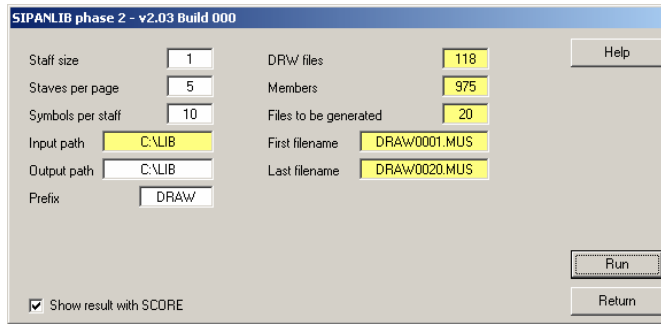 SIPANLIB phase 2 - v2.03 Build 000
Staff size 1
Staves per page 5
Symbols per staff 10
Input path C:\LIB
Output path C:\LIB
Prefix DRAW
DRW files 118
Members 975
Files to be generated 20
First filename DRAW0001.MUS
Last filename DRAW0020.MUS
Help
Run
Return
Show result with SCORE